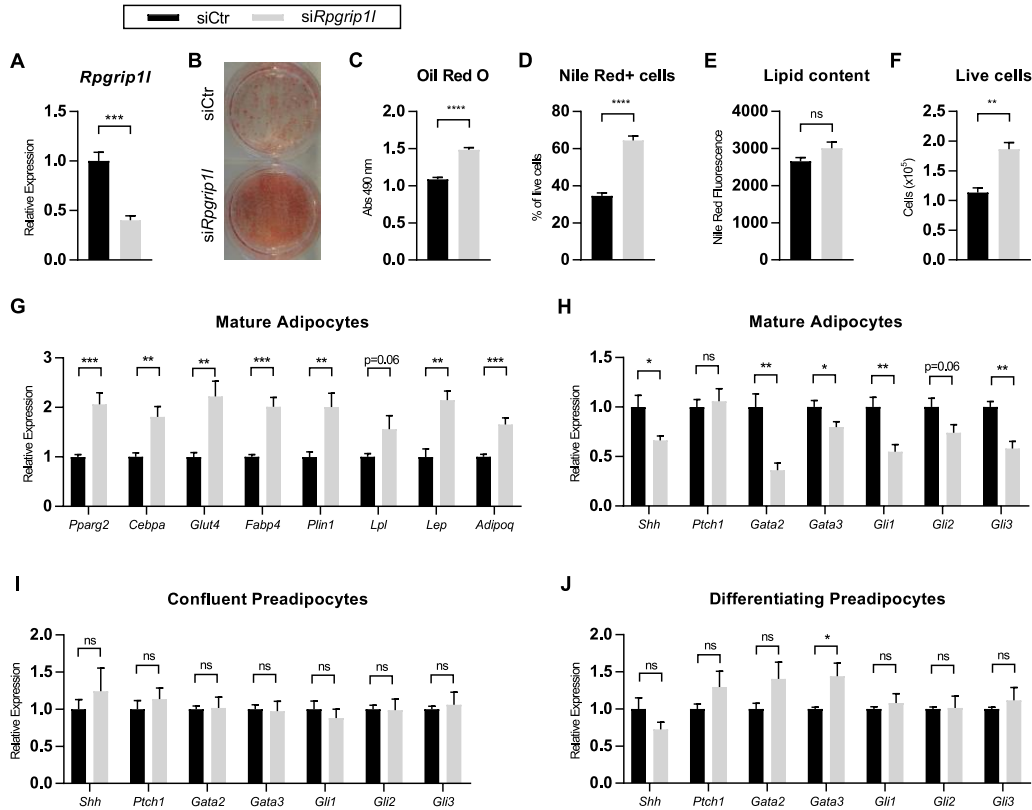 siCtr siRpgrip1l
A
Rpgrip1l
Relative Expression
1.5
1.0
0.5
0.0
***
B
siCtr
siRpgrip1l
C
Oil Red O
Abs 490 nm
2.0
1.5
1.0
0.5
0.0
****
D
Nile Red+ cells
% of live cells
80
60
40
20
0
****
E
Lipid content
Nile Red Fluorescence
4000
3000
2000
1000
0
ns
F
Live cells
Cells (x10⁵)
2.0
1.5
1.0
0.5
0.0
**
G
Mature Adipocytes
Relative Expression
3
2
1
0
*** ** ** *** ** p=0.06 ** ***
Pparg2 Cebpa Glut4 Fabp4 Plin1 Lpl Lep Adipoq
H
Mature Adipocytes
Relative Expression
1.5
1.0
0.5
0.0
* ns ** * ** p=0.06 **
Shh Ptch1 Gata2 Gata3 Gli1 Gli2 Gli3
I
Confluent Preadipocytes
Relative Expression
2.0
1.5
1.0
0.5
0.0
ns ns ns ns ns ns ns
Shh Ptch1 Gata2 Gata3 Gli1 Gli2 Gli3
J
Differentiating Preadipocytes
Relative Expression
2.0
1.5
1.0
0.5
0.0
ns ns ns * ns ns ns
Shh Ptch1 Gata2 Gata3 Gli1 Gli2 Gli3